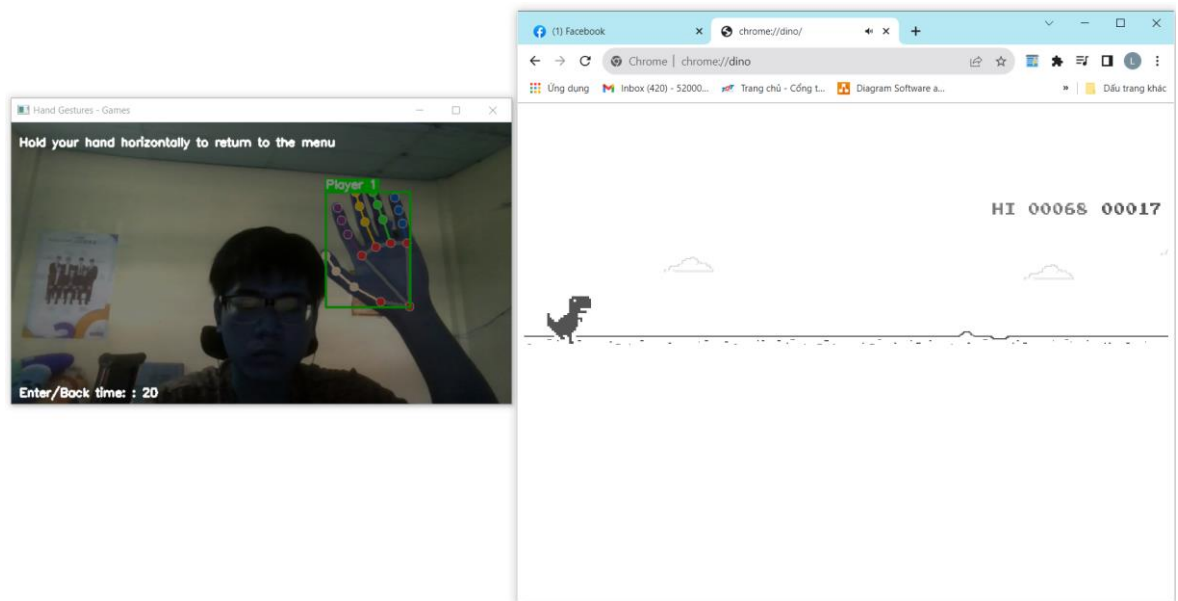 Hand Gestures - Games
Hold your hand horizontally to return to the menu
Player 1
Enter/Back time: : 20
(1) Facebook
chrome://dino/
Chrome | chrome://dino
L
Ứng dụng
Inbox (420) - 52000...
Trang chủ - Cổng t...
Diagram Software a...
»
Dấu trang khác
HI 00068 00017